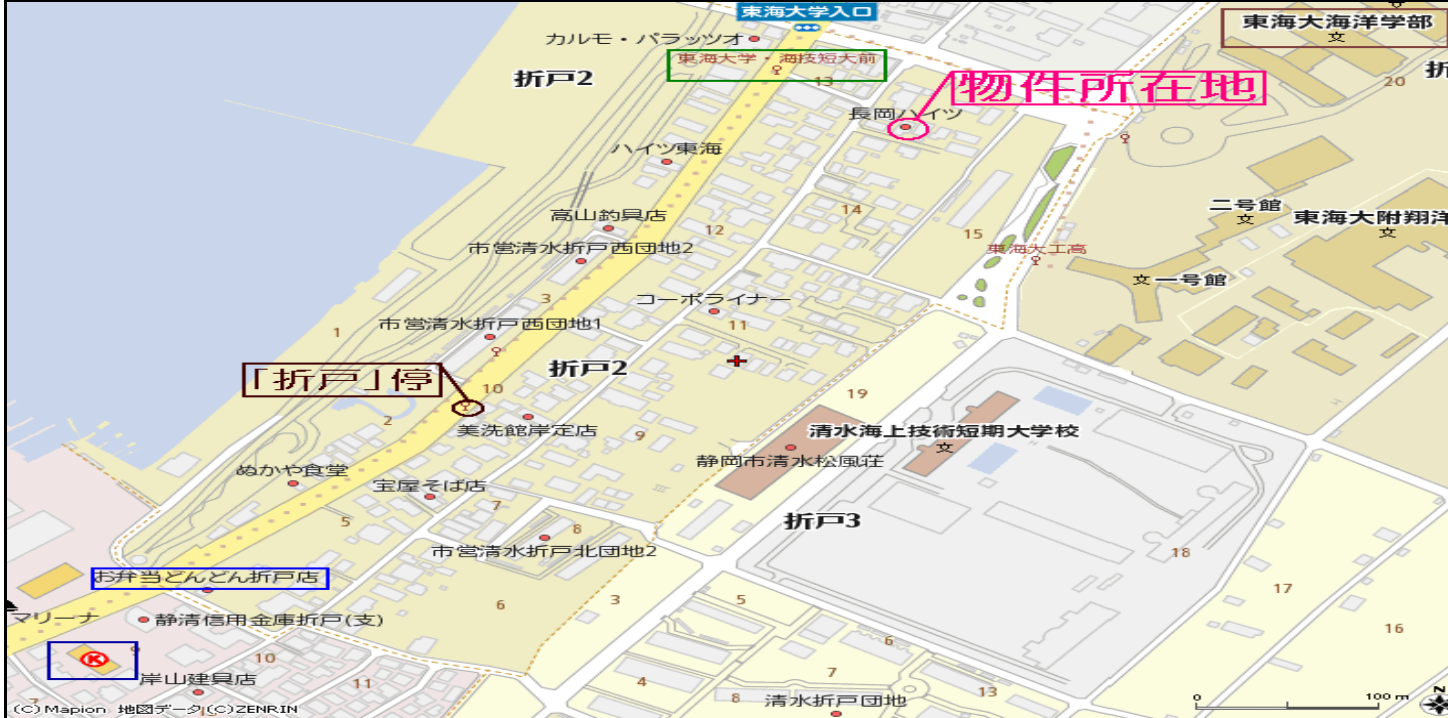 東海大学入口
東海大海洋学部
文
カルモ・パラッツオ
東海大学・海技短大前
折戸2
13
物件所在地
20
折
長岡ハイツ
ハイツ東海
高山釣具店
12
14
15
二号館
文
東海大附翔洋
文
市営清水折戸西団地2
東海大工高
文一号館
3
コーポライナー
1
市営清水折戸西団地1
11
折戸2
「折戸」停
10
19
2
美洗館岸定店
9
清水海上技術短期大学校
文
静岡市清水松風荘
ぬかや食堂
宝屋そば店
7
5
8
折戸3
市営清水折戸北団地2
18
お弁当どんどん折戸店
17
6
3
5
マリーナ
静清信用金庫折戸(支)
16
6
K
9
10
岸山建具店
11
7
4
7
8
清水折戸団地
13
0
100 m
N
(C)Mapion 地図データ(C)ZENRIN